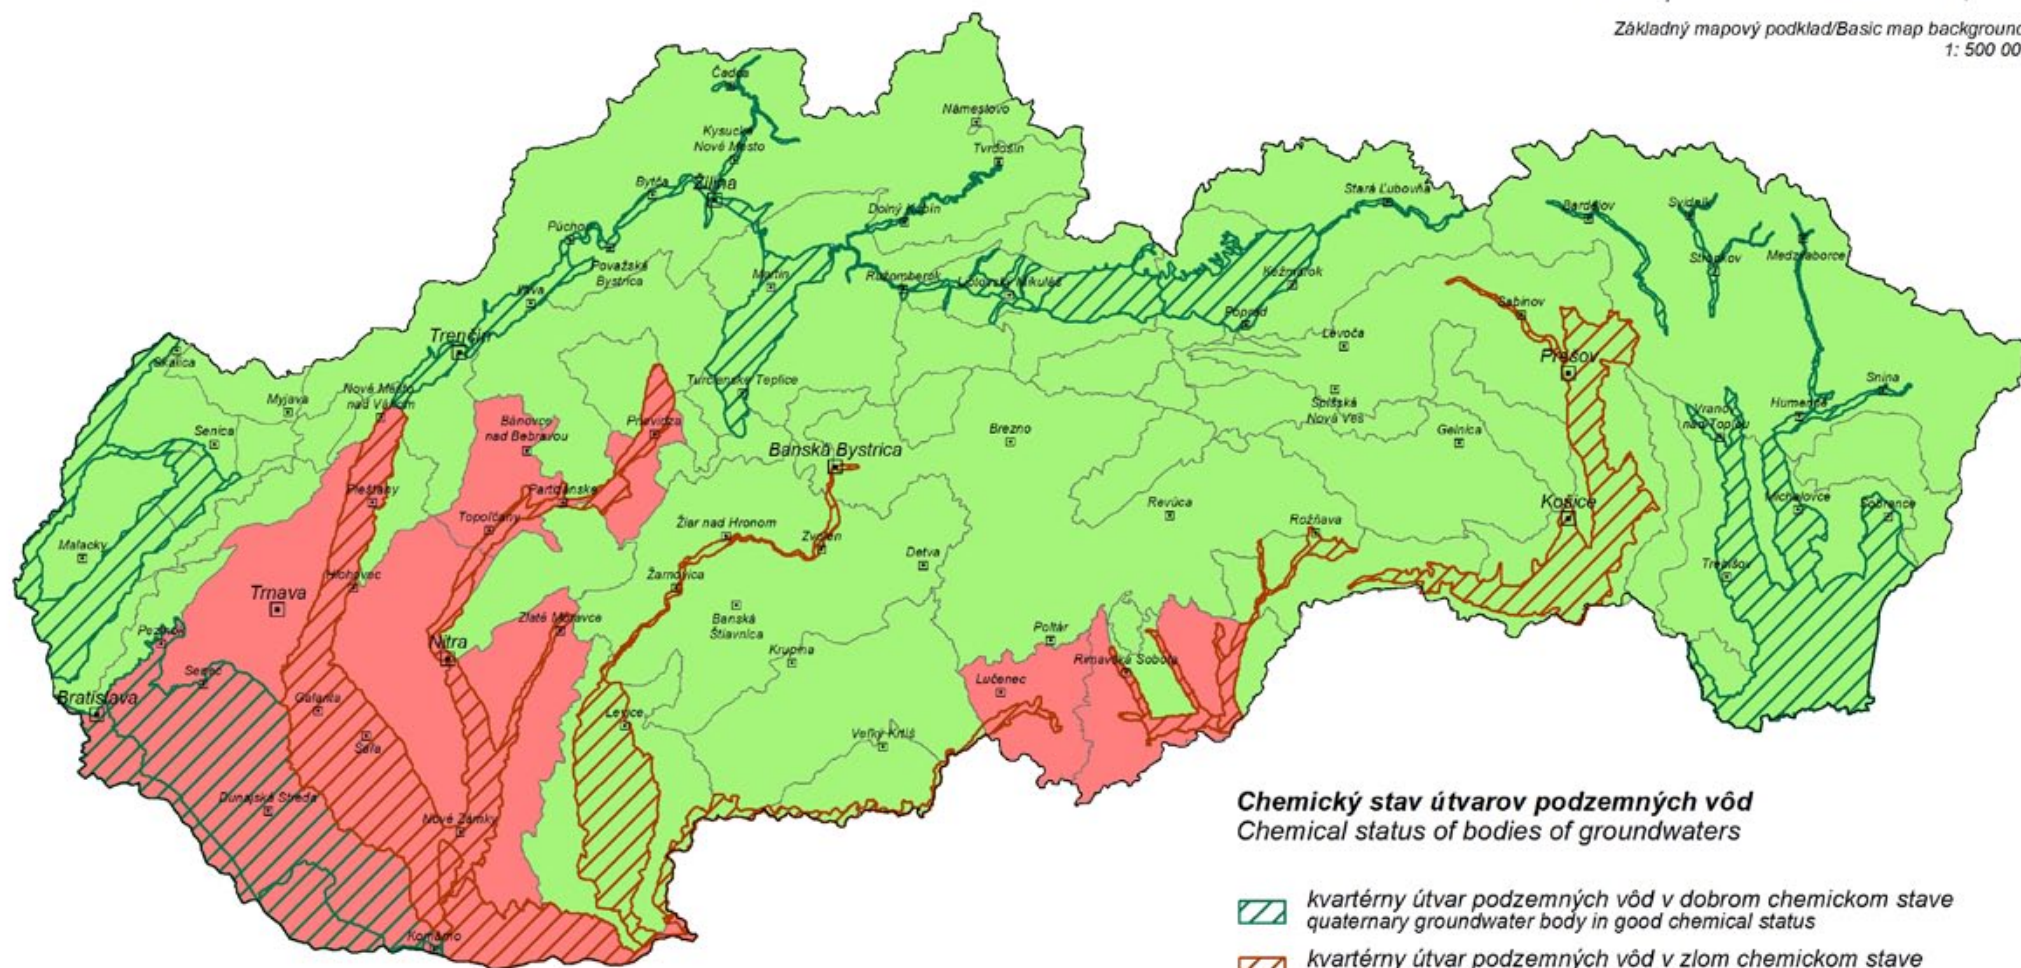 Základný mapový podklad/Basic map background
1: 500 00
Čadca
Námestovo
Kysucké
Nové Mesto
Tvrdošín
Bytča
Žilina
Stará Ľubovňa
Dolný Kubín
Bardejov
Svidník
Púchov
Považská
Bystrica
Medzilaborce
Stropkov
Martin
Ružomberok
Liptovský Mikuláš
Kežmarok
Ilava
Sabinov
Poprad
Trenčín
Levoča
Skalica
Prešov
Turčianske Teplice
Nové Mesto
nad Váhom
Myjava
Spišská
Nová Ves
Snina
Humenné
Vranov
nad Topľou
Senica
Bánovce
nad Bebravou
Prievidza
Brezno
Gelnica
Banská Bystrica
Piešťany
Partizánske
Michalovce
Sobrance
Topoľčany
Revúca
Rožňava
Košice
Žiar nad Hronom
Zvolen
Detva
Malacky
Hlohovec
Žarnovica
Trebišov
Trnava
Banská
Štiavnica
Zlaté Moravce
Pezinok
Nitra
Poltár
Krupina
Rimavská Sobota
Senec
Lučenec
Bratislava
Galanta
Levice
Šaľa
Veľký Krtíš
Dunajská Streda
Nové Zámky
Komárno
Chemický stav útvarov podzemných vôd
Chemical status of bodies of groundwaters
kvartérny útvar podzemných vôd v dobrom chemickom stave
quaternary groundwater body in good chemical status
kvartérny útvar podzemných vôd v zlom chemickom stave